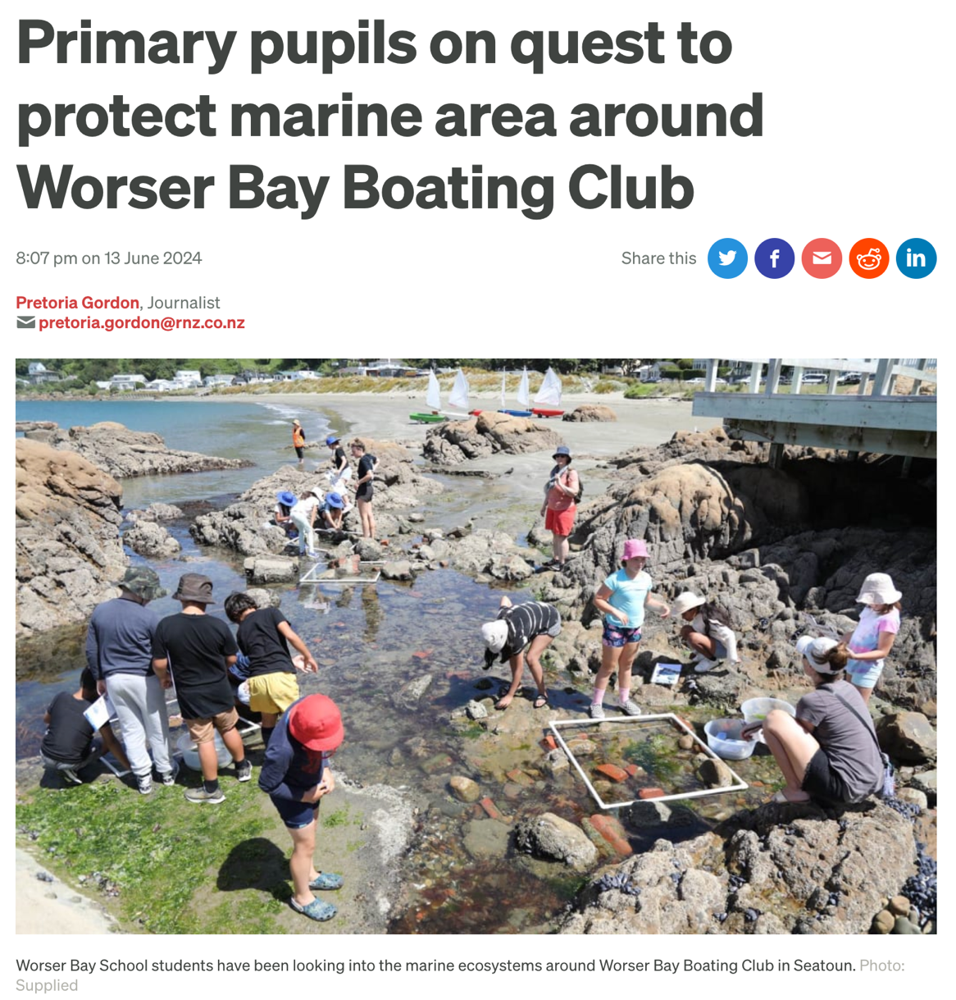 Primary pupils on quest to
protect marine area around
Worser Bay Boating Club
8:07 pm on 13 June 2024
Share this
Pretoria Gordon, Journalist
pretoria.gordon@rnz.co.nz
Worser Bay School students have been looking into the marine ecosystems around Worser Bay Boating Club in Seatoun. Photo:
Supplied